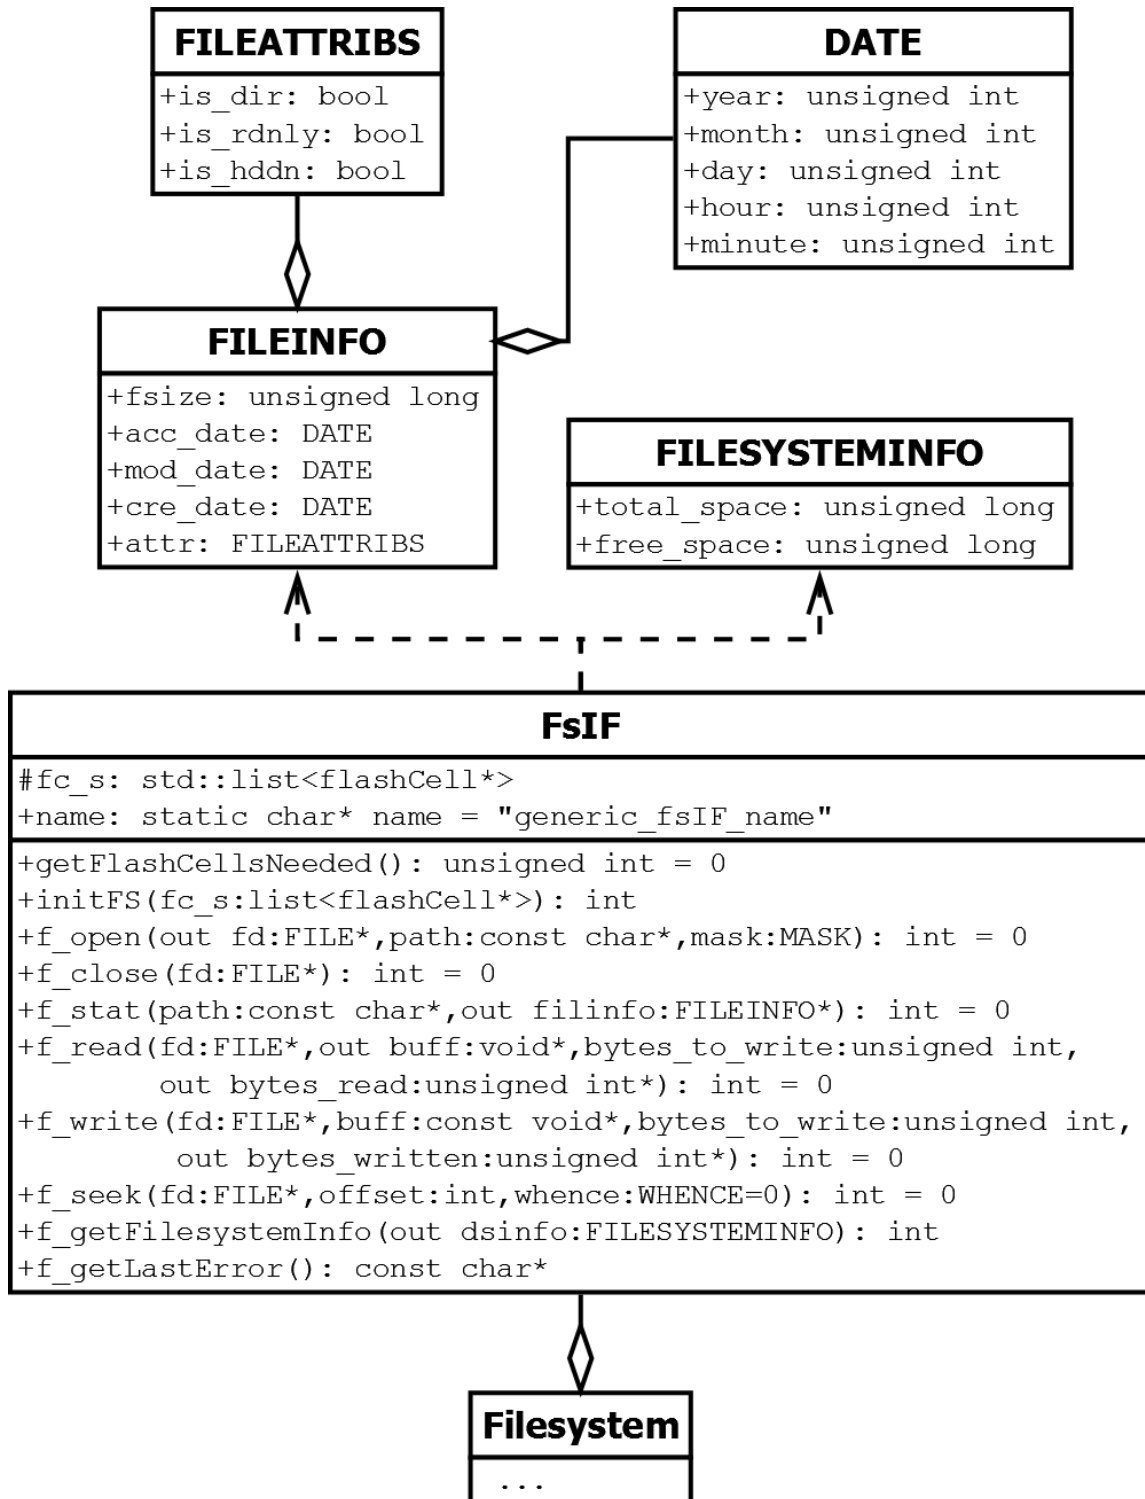 FILEATTRIBS
+is_dir: bool
+is_rdnly: bool
+is_hddn: bool
DATE
+year: unsigned int
+month: unsigned int
+day: unsigned int
+hour: unsigned int
+minute: unsigned int
FILEINFO
+fsize: unsigned long
+acc_date: DATE
+mod_date: DATE
+cre_date: DATE
+attr: FILEATTRIBS
FILESYSTEMINFO
+total_space: unsigned long
+free_space: unsigned long
FsIF
#fc_s: std::list<flashCell*>
+name: static char* name = "generic_fsIF_name"
+getFlashCellsNeeded(): unsigned int = 0
+initFS(fc_s:list<flashCell*>): int
+f_open(out fd:FILE*,path:const char*,mask:MASK): int = 0
+f_close(fd:FILE*): int = 0
+f_stat(path:const char*,out filinfo:FILEINFO*): int = 0
+f_read(fd:FILE*,out buff:void*,bytes_to_write:unsigned int,
out bytes_read:unsigned int*): int = 0
+f_write(fd:FILE*,buff:const void*,bytes_to_write:unsigned int,
out bytes_written:unsigned int*): int = 0
+f_seek(fd:FILE*,offset:int,whence:WHENCE=0): int = 0
+f_getFilesystemInfo(out dsinfo:FILESYSTEMINFO): int
+f_getLastError(): const char*
Filesystem
...